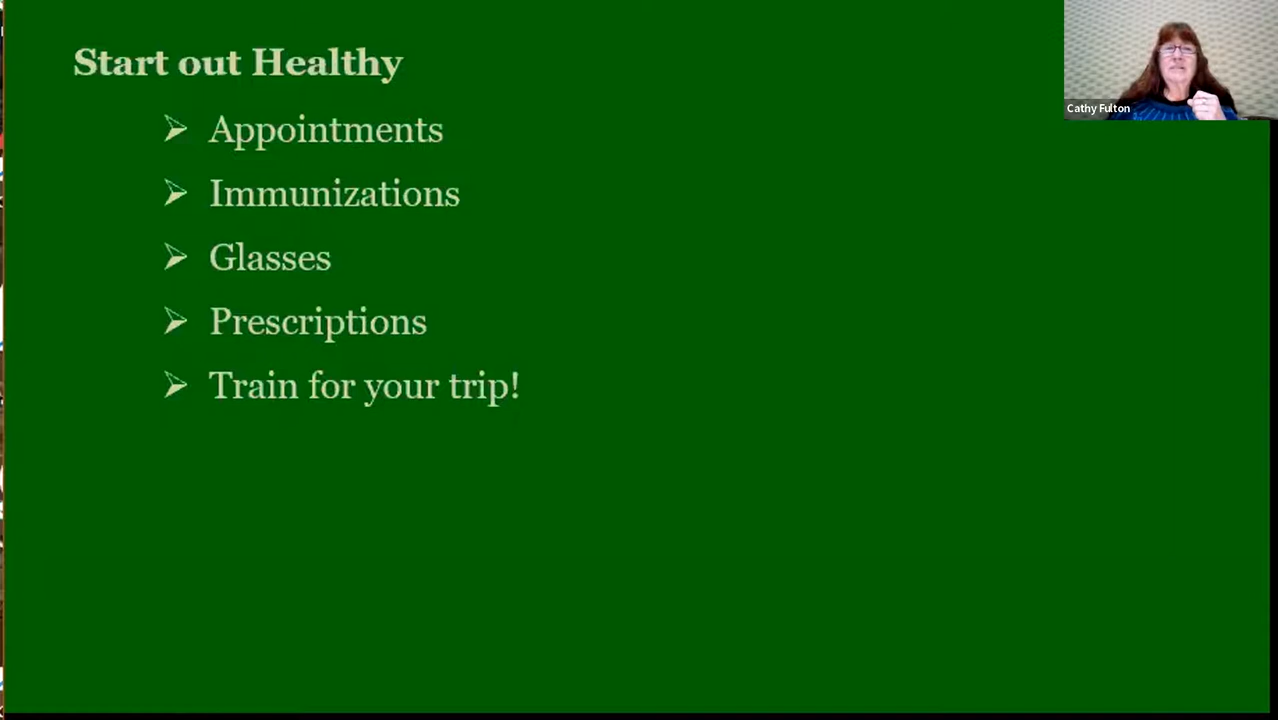 Start out Healthy
Appointments
Immunizations
Glasses
Prescriptions
Train for your trip!
Cathy Fulton